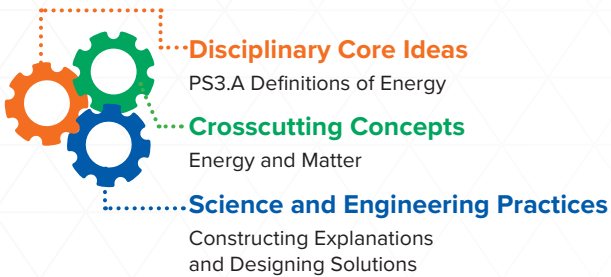 Disciplinary Core Ideas
PS3.A Definitions of Energy
Crosscutting Concepts
Energy and Matter
Science and Engineering Practices
Constructing Explanations
and Designing Solutions